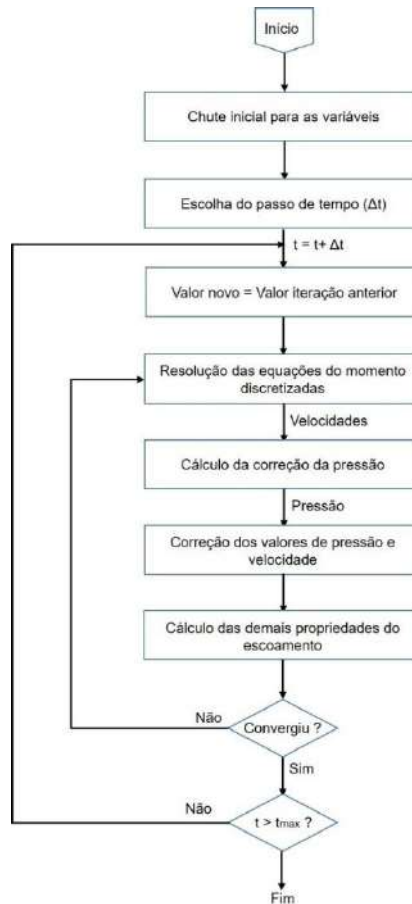 Início
Chute inicial para as variáveis
Escolha do passo de tempo (Δt)
t = t+ Δt
Valor novo = Valor iteração anterior
Resolução das equações do momento
discretizadas
Velocidades
Cálculo da correção da pressão
Pressão
Correção dos valores de pressão e
velocidade
Cálculo das demais propriedades do
escoamento
Não
Convergiu ?
Sim
Não
t > tmax ?
Fim